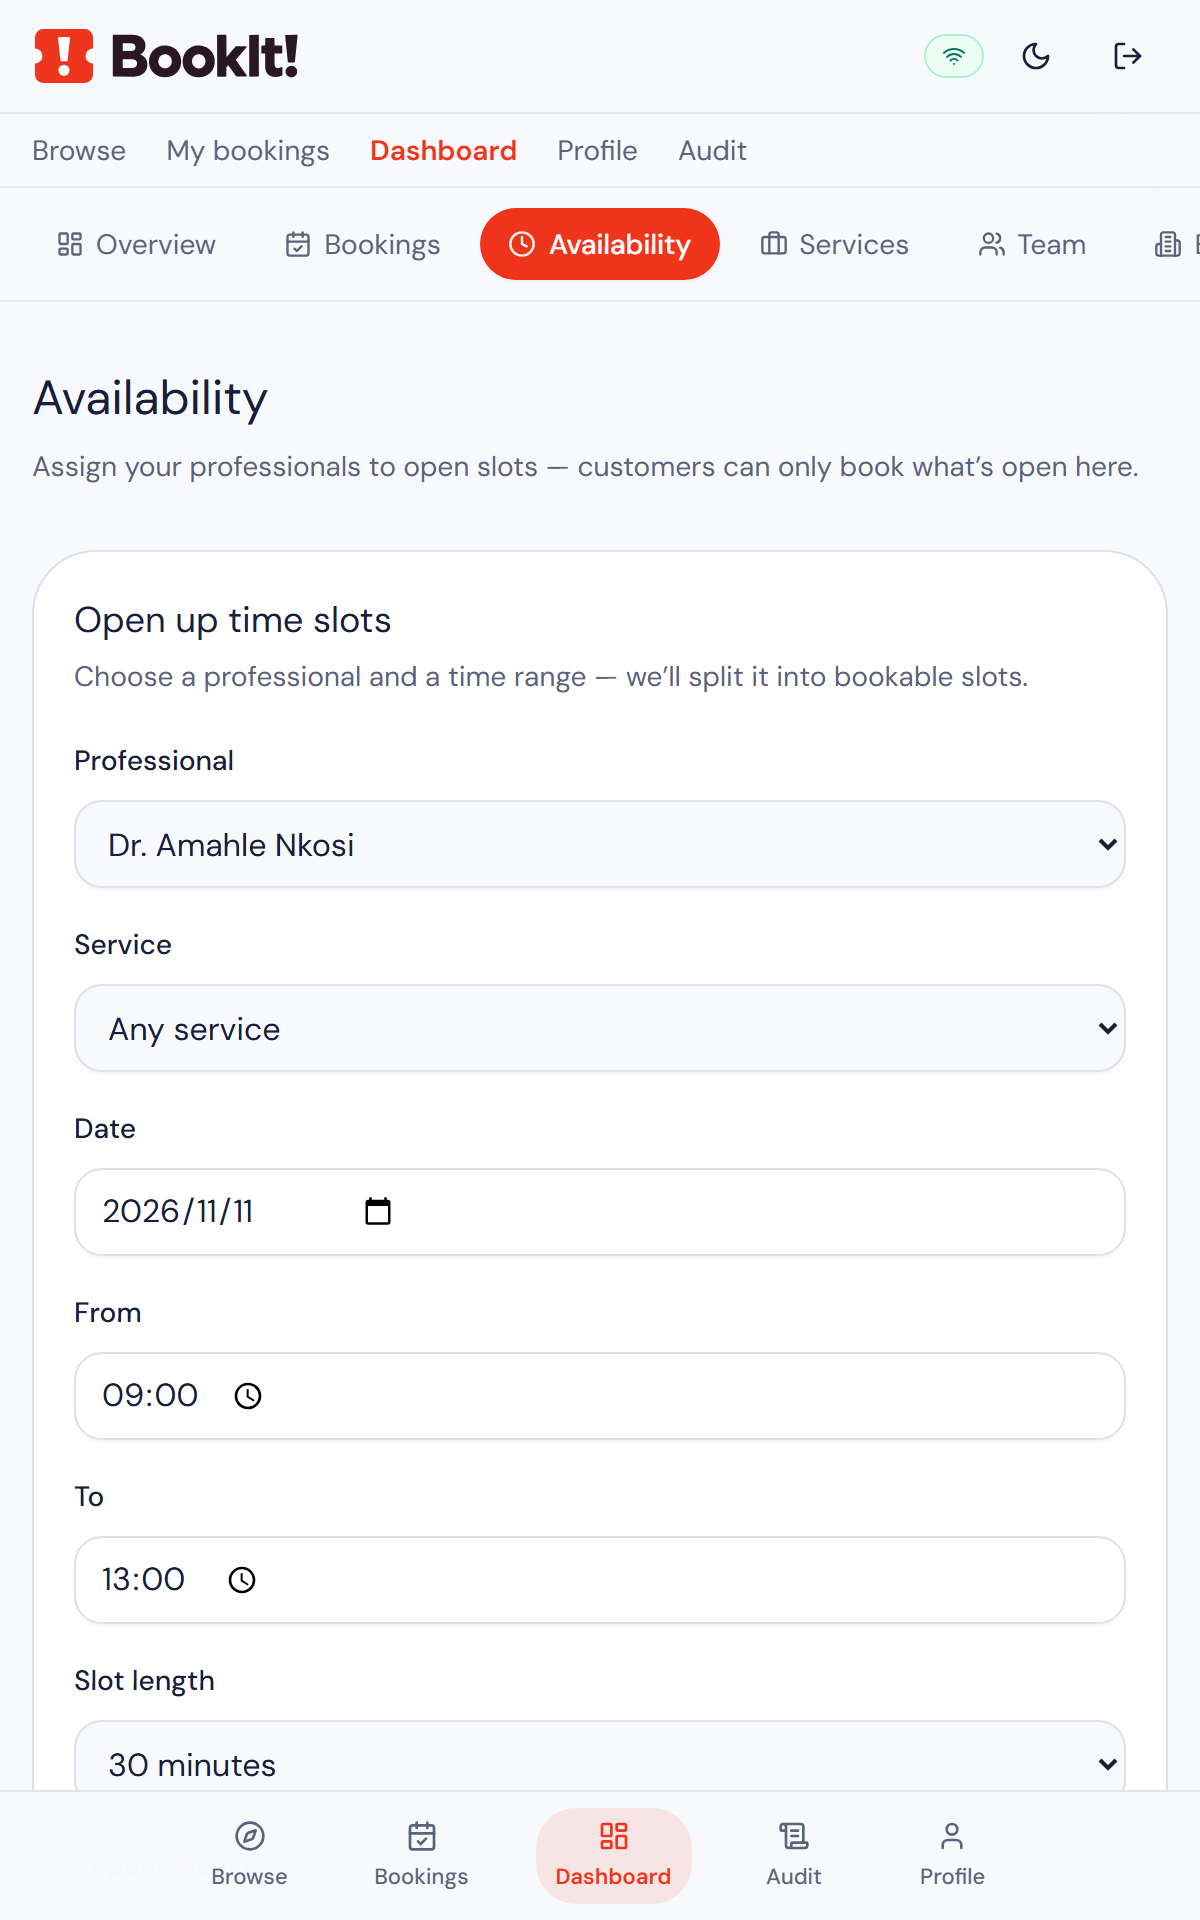 BookIt!
Browse My bookings Dashboard Profile Audit
Overview Bookings Availability Services Team
Availability
Assign your professionals to open slots — customers can only book what’s open here.
Open up time slots
Choose a professional and a time range — we’ll split it into bookable slots.
Professional
Dr. Amahle Nkosi
Service
Any service
Date
2026/11/11
From
09:00
To
13:00
Slot length
30 minutes
Browse Bookings Dashboard Audit Profile